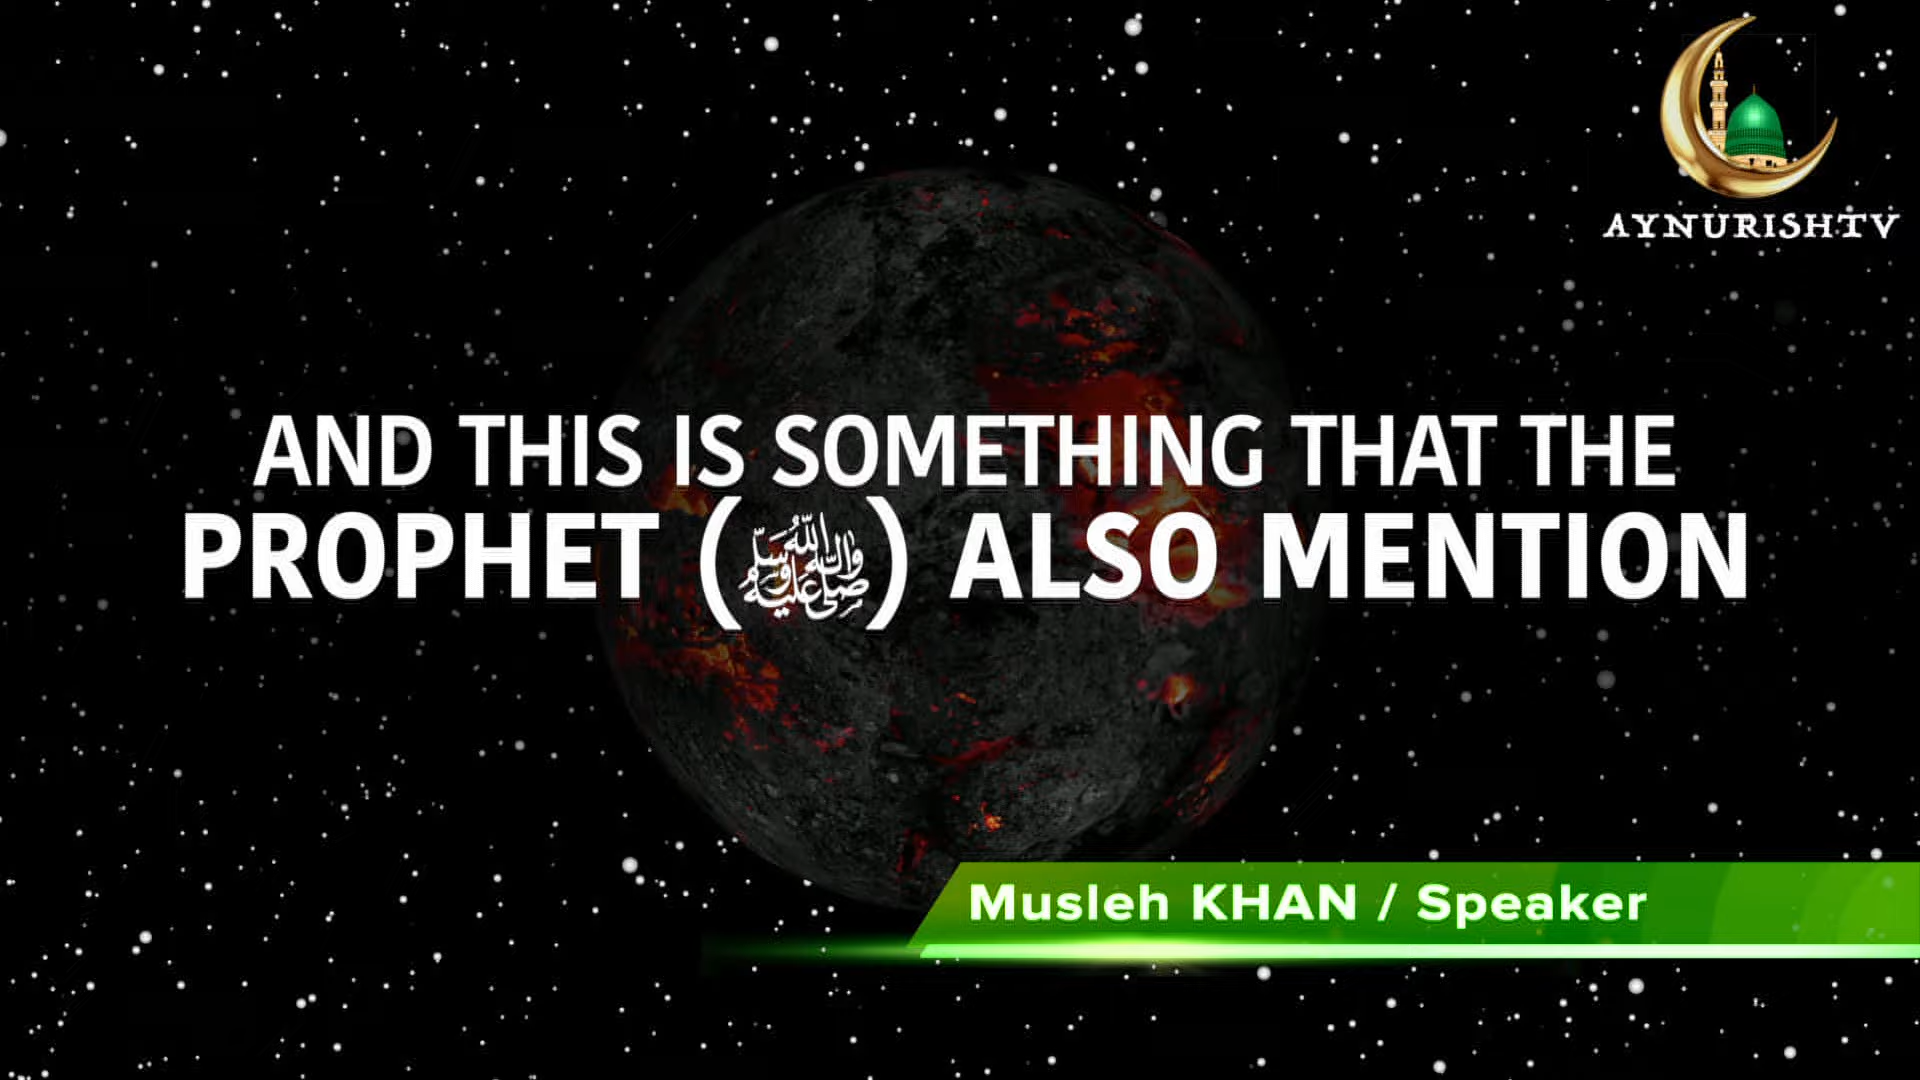 AYNURISHTV
AND THIS IS SOMETHING THAT THE
PROPHET (ﷺ) ALSO MENTION
Musleh KHAN / Speaker